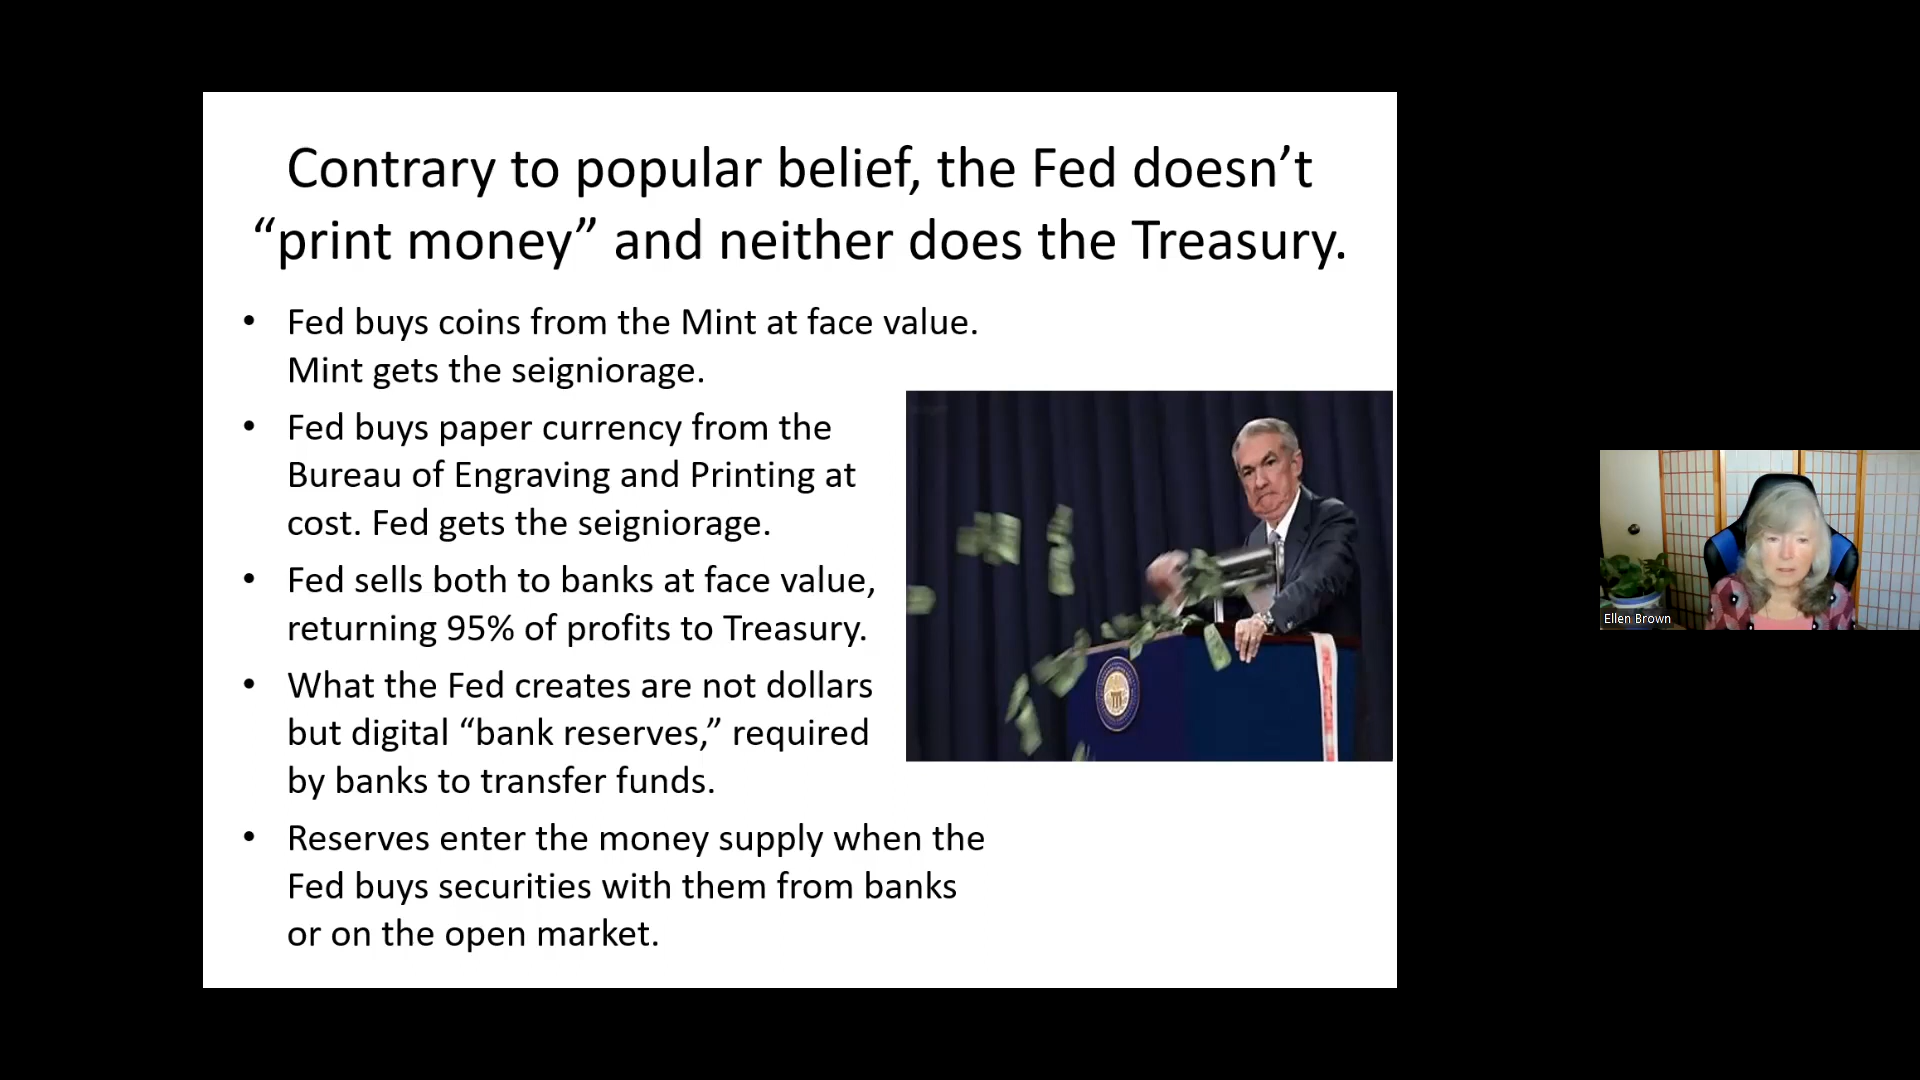 Contrary to popular belief, the Fed doesn’t
“print money” and neither does the Treasury.
• Fed buys coins from the Mint at face value.
Mint gets the seigniorage.
• Fed buys paper currency from the
Bureau of Engraving and Printing at
cost. Fed gets the seigniorage.
• Fed sells both to banks at face value,
returning 95% of profits to Treasury.
• What the Fed creates are not dollars
but digital “bank reserves,” required
by banks to transfer funds.
• Reserves enter the money supply when the
Fed buys securities with them from banks
or on the open market.
Ellen Brown